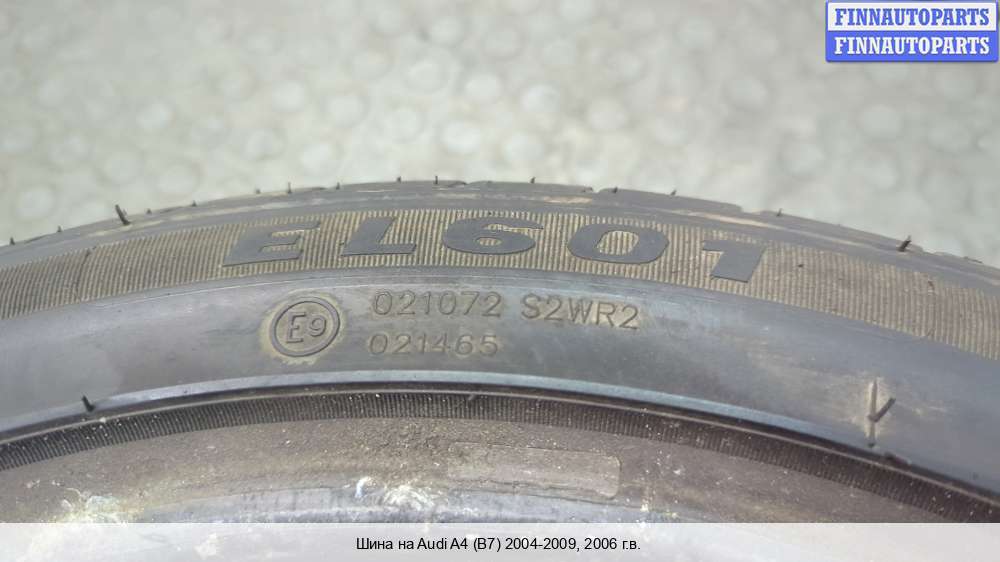 FINNAUTOPARTS
FINNAUTOPARTS
EL601
E9 021072 S2WR2
021465
Шина на Audi A4 (B7) 2004-2009, 2006 г.в.